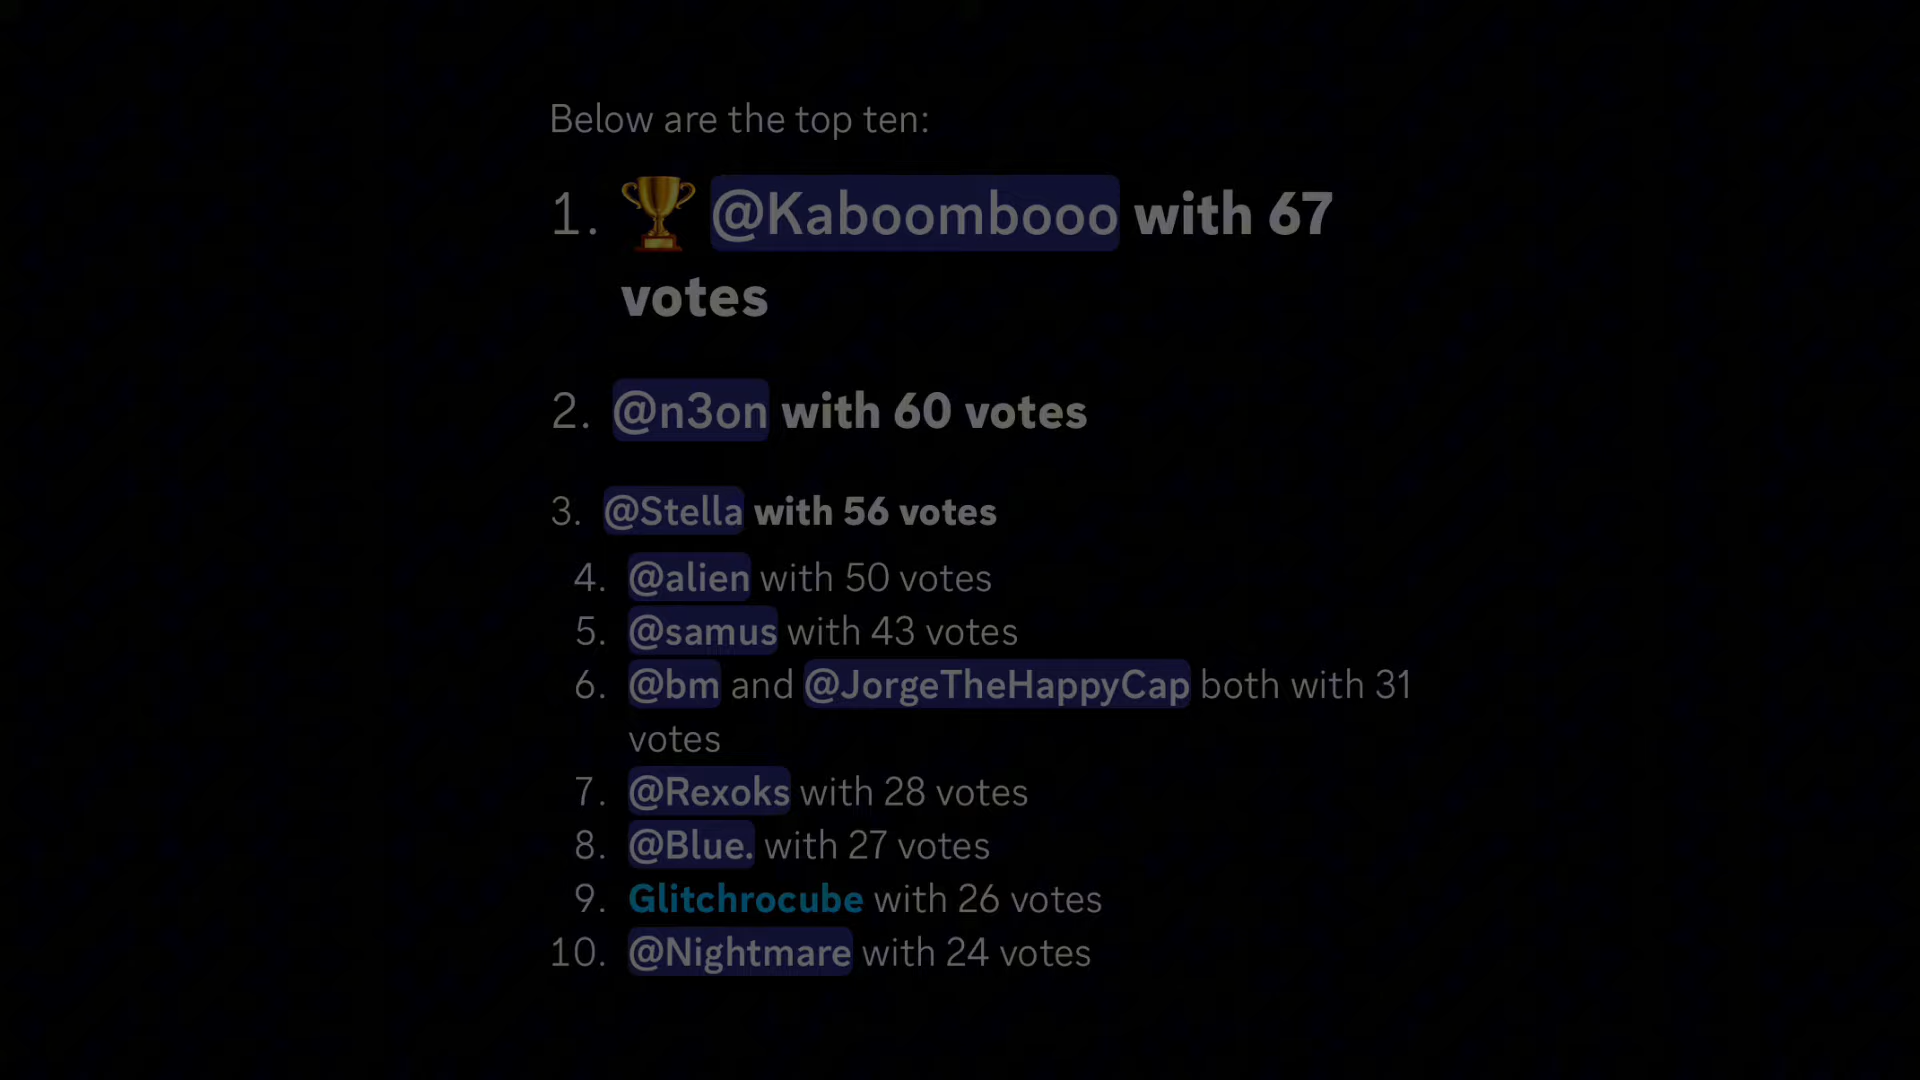 Below are the top ten:
1. 🏆 @Kaboombooo with 67
votes
2. @n3on with 60 votes
3. @Stella with 56 votes
4. @alien with 50 votes
5. @samus with 43 votes
6. @bm and @JorgeTheHappyCap both with 31
votes
7. @Rexoks with 28 votes
8. @Blue. with 27 votes
9. Glitchrocube with 26 votes
10. @Nightmare with 24 votes